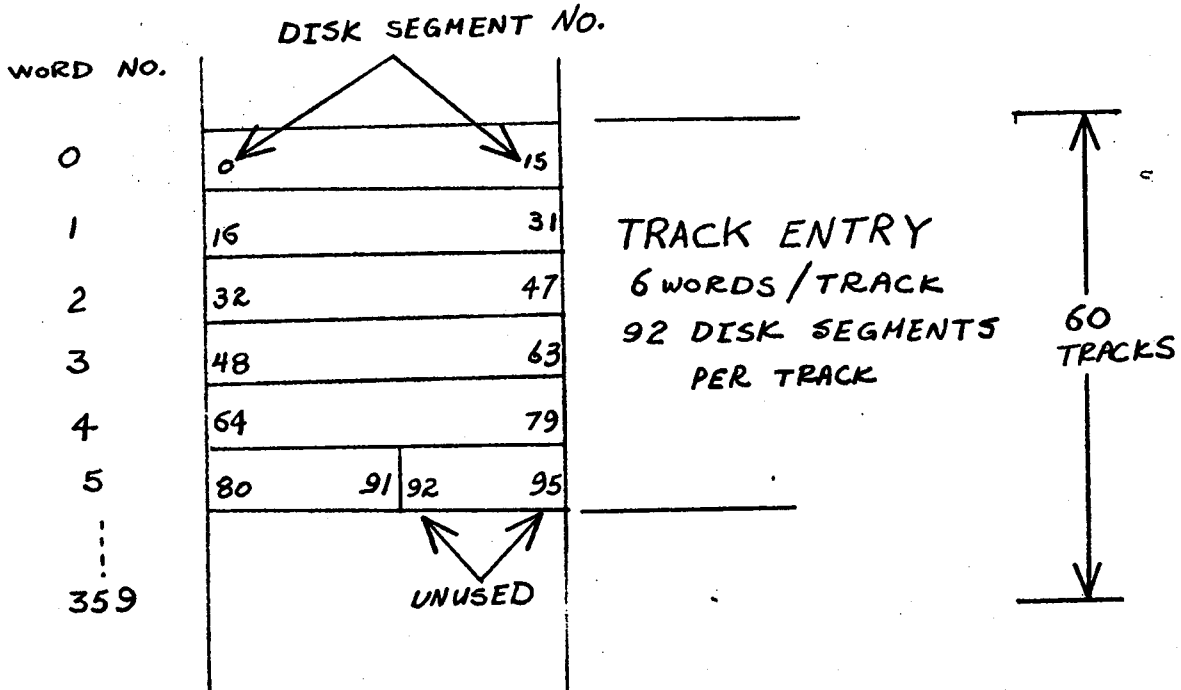 DISK SEGMENT NO.
WORD NO.
0 0 15
1 16 31
2 32 47
3 48 63
4 64 79
5 80 91 92 95
359
UNUSED
TRACK ENTRY
6 WORDS / TRACK
92 DISK SEGMENTS
PER TRACK
60
TRACKS